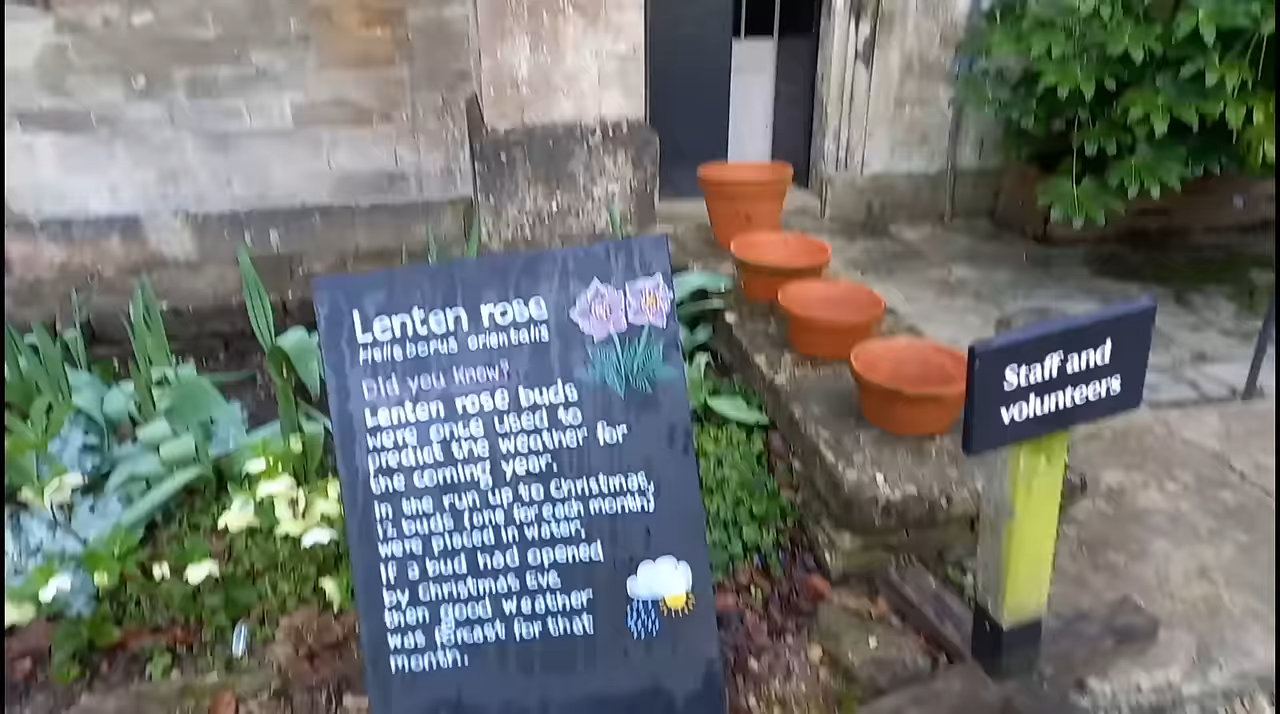 Lenten rose
Helleborus orientalis
Did you know?
Lenten rose buds
were once used to
predict the weather for
the coming year.
In the run up to Christmas,
12 buds (one for each month)
were placed in water.
If a bud had opened
by Christmas Eve
then good weather
was forcast for that
month.
Staff and
volunteers